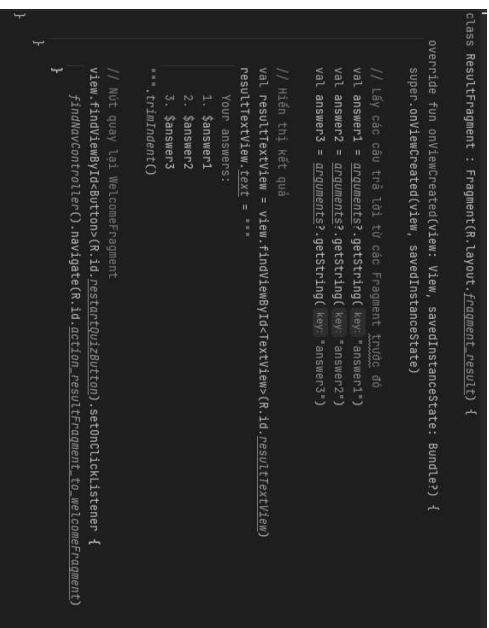 class ResultFragment : Fragment(R.layout.fragment_result) {
override fun onViewCreated(view: View, savedInstanceState: Bundle?) {
super.onViewCreated(view, savedInstanceState)
// Lấy các câu trả lời từ các Fragment trước đó
val answer1 = arguments?.getString( key: "answer1")
val answer2 = arguments?.getString( key: "answer2")
val answer3 = arguments?.getString( key: "answer3")
// Hiển thị kết quả
val resultTextView = view.findViewById<TextView>(R.id.resultTextView)
resultTextView.text = """
Your answers:
1. $answer1
2. $answer2
3. $answer3
""".trimIndent()
// Nút quay lại WelcomeFragment
view.findViewById<Button>(R.id.restartQuizButton).setOnClickListener {
findNavController().navigate(R.id.action_resultFragment_to_welcomeFragment)
}
}
}